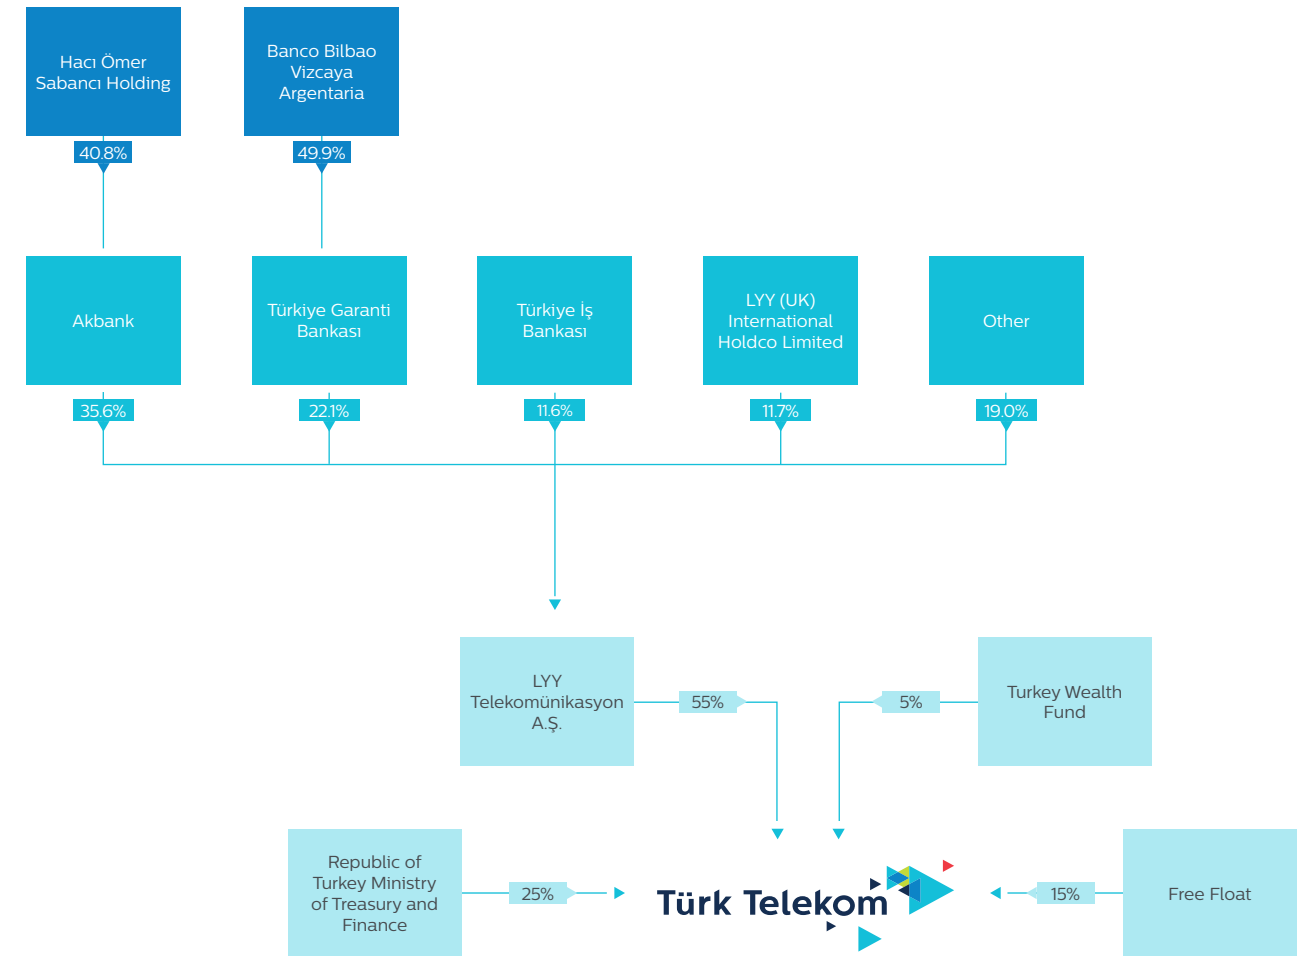 Hacı Ömer
Sabancı Holding
Banco Bilbao
Vizcaya
Argentaria
40.8%
49.9%
Akbank
Türkiye Garanti
Bankası
Türkiye İş
Bankası
LYY (UK)
International
Holdco Limited
Other
35.6%
22.1%
11.6%
11.7%
19.0%
LYY
Telekomünikasyon
A.Ş.
55%
5%
Turkey Wealth
Fund
Republic of
Turkey Ministry
of Treasury and
Finance
25%
Türk Telekom
15%
Free Float